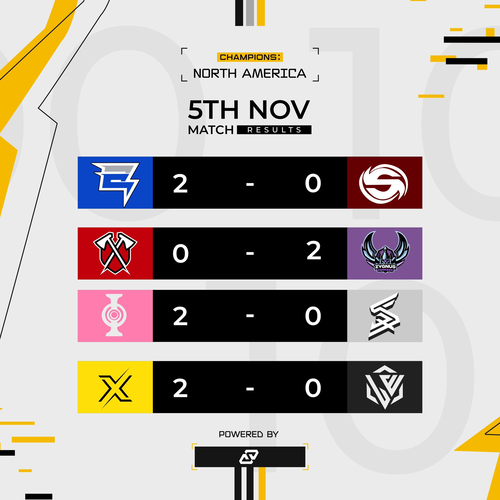 CHAMPIONS:
NORTH AMERICA
5TH NOV
MATCH RESULTS
2 - 0
0 - 2
2 - 0
2 - 0
POWERED BY